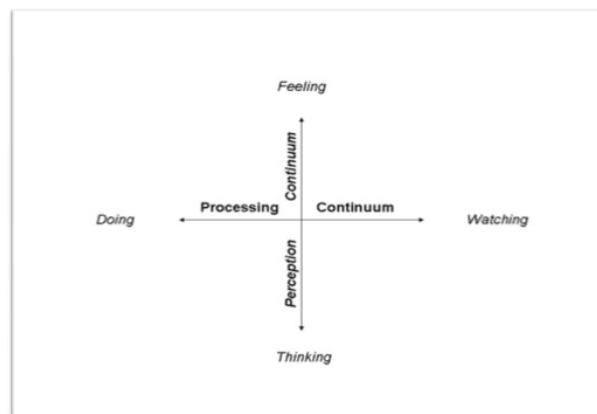 Feeling
Perception Continuum
Processing Continuum
Doing
Watching
Thinking